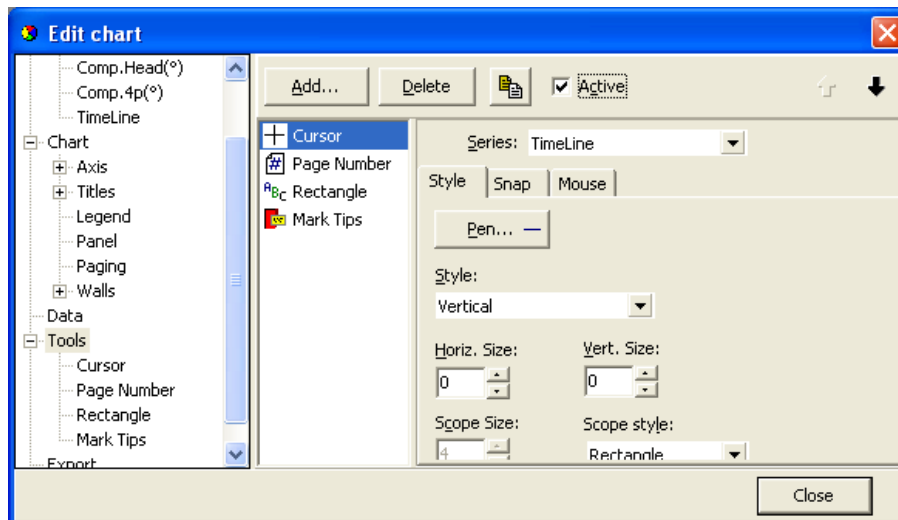 Edit chart
Comp.Head(°)
Comp.4p(°)
TimeLine
Chart
Axis
Titles
Legend
Panel
Paging
Walls
Data
Tools
Cursor
Page Number
Rectangle
Mark Tips
Export
Add...
Delete
Active
Cursor
Page Number
ABC Rectangle
Mark Tips
Series: TimeLine
Style Snap Mouse
Pen...
Style:
Vertical
Horiz. Size: Vert. Size:
0 0
Scope Size: Scope style:
4 Rectangle
Close